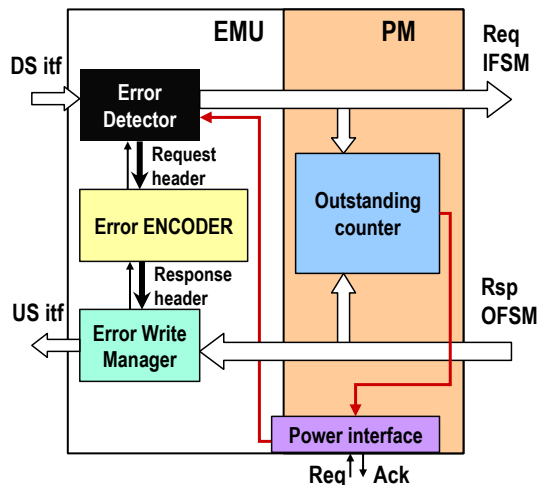 EMU
PM
Req
IFSM
DS itf
Error
Detector
Request
header
Error ENCODER
Outstanding
counter
Response
header
Rsp
OFSM
US itf
Error Write
Manager
Power interface
Req
Ack